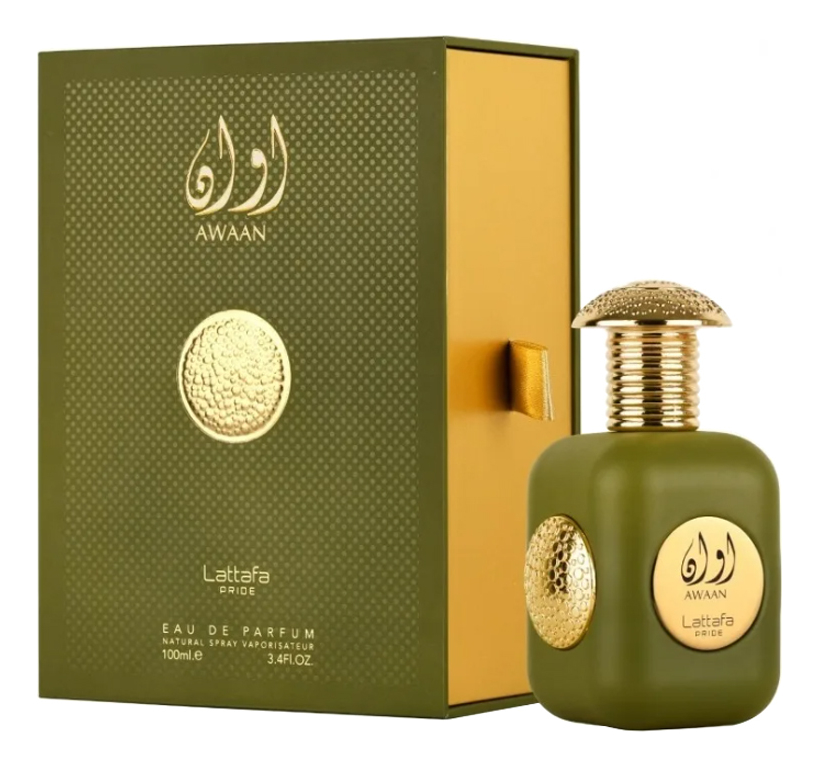 اوان
AWAAN
Lattafa
PRIDE
EAU DE PARFUM
NATURAL SPRAY VAPORISATEUR
100ml.e 3.4FL.OZ.
اوان
AWAAN
Lattafa
PRIDE